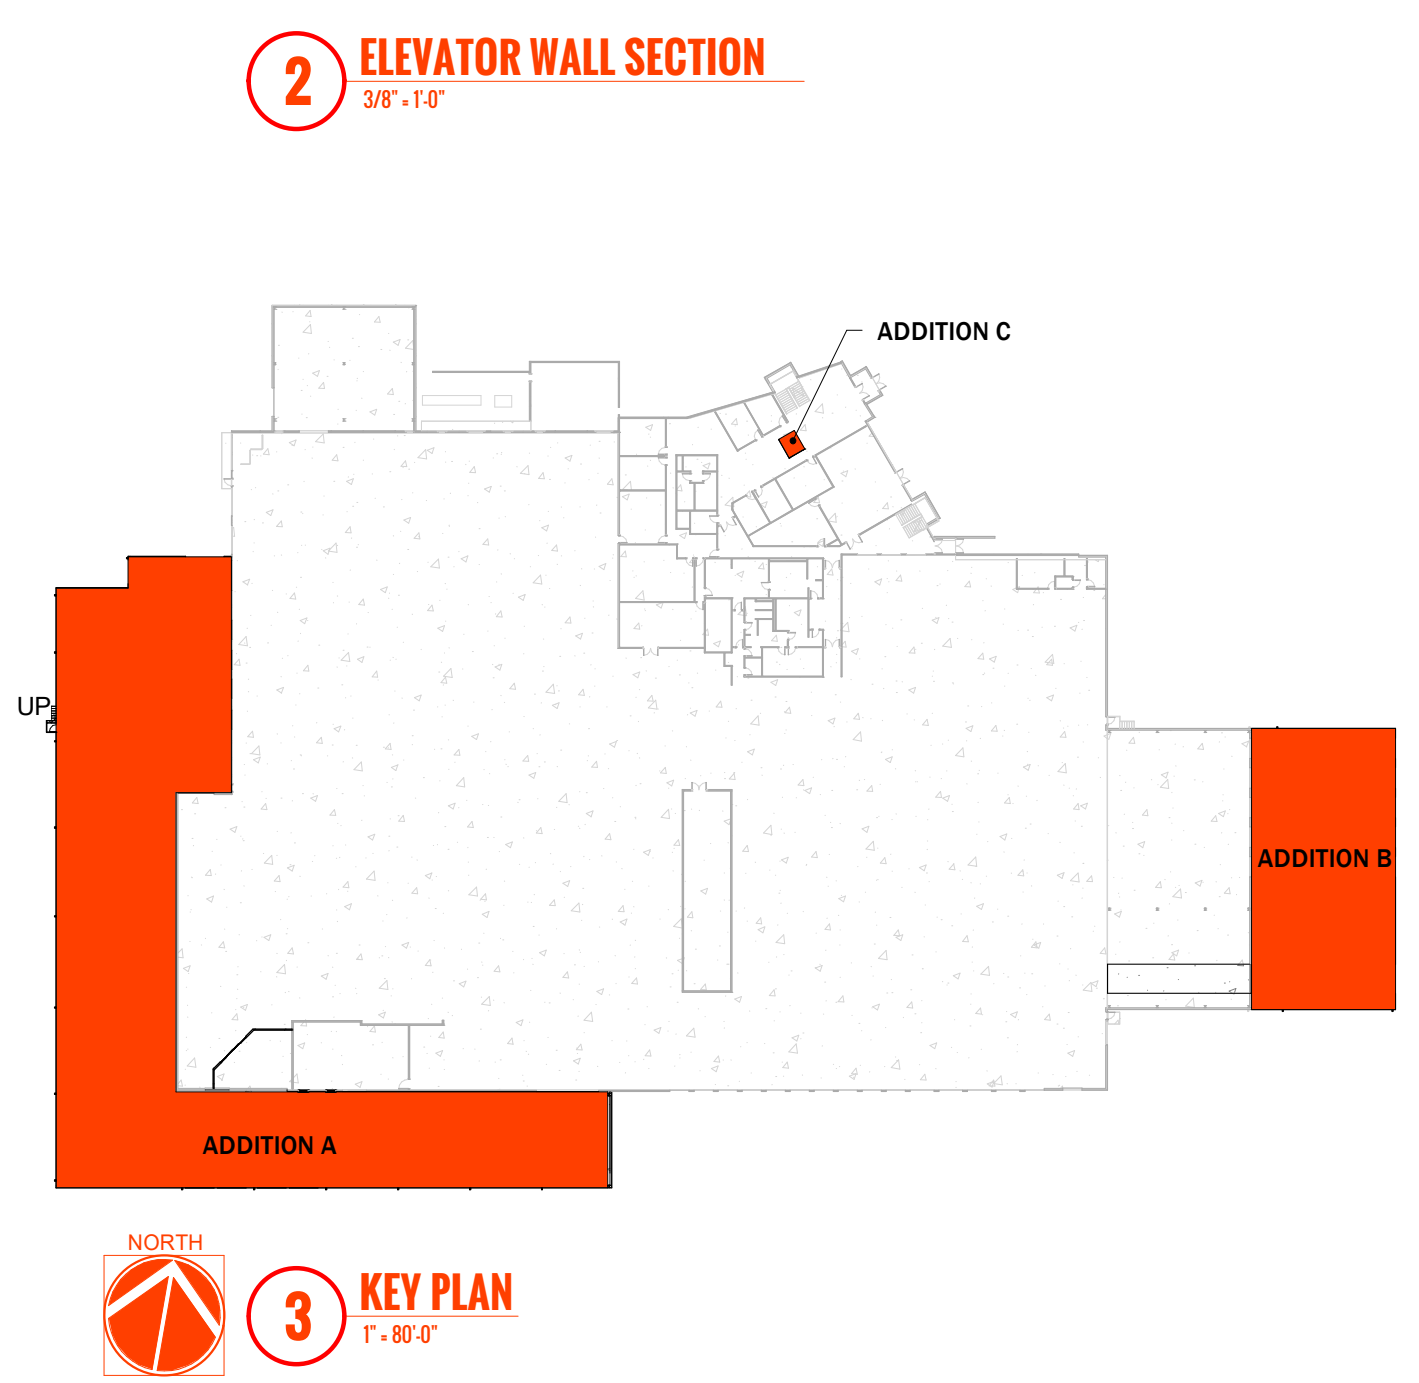 2
ELEVATOR WALL SECTION
3/8" = 1'-0"
ADDITION C
UP
ADDITION B
ADDITION A
NORTH
3
KEY PLAN
1" = 80'-0"